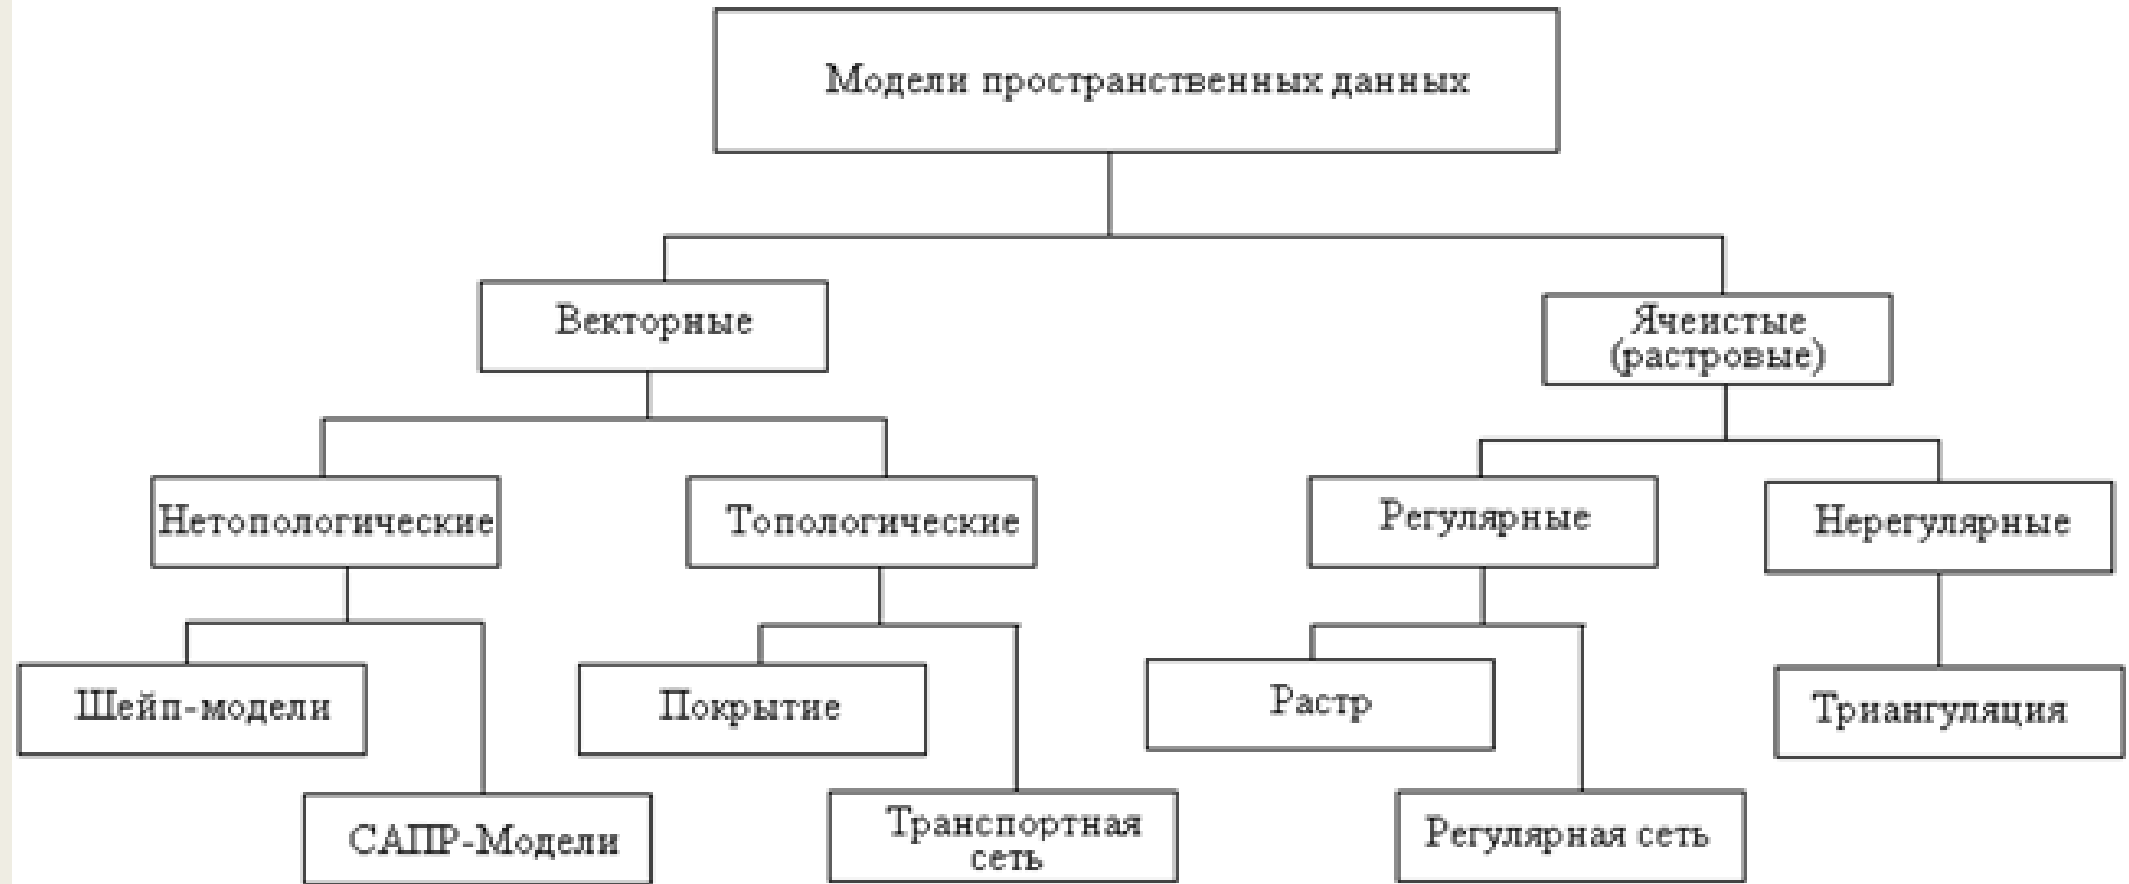 Модели пространственных данных
Векторные
Ячеистые
(растровые)
Нетопологические
Топологические
Регулярные
Нерегулярные
Шейп-модели
Покрытие
Растр
Триангуляция
САПР-Модели
Транспортная
сеть
Регулярная сеть